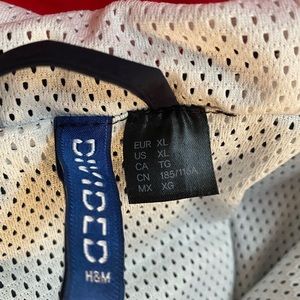 DIVIDED
H&M
EUR XL
US XL
CA TG
CN 185/116A
MX XG